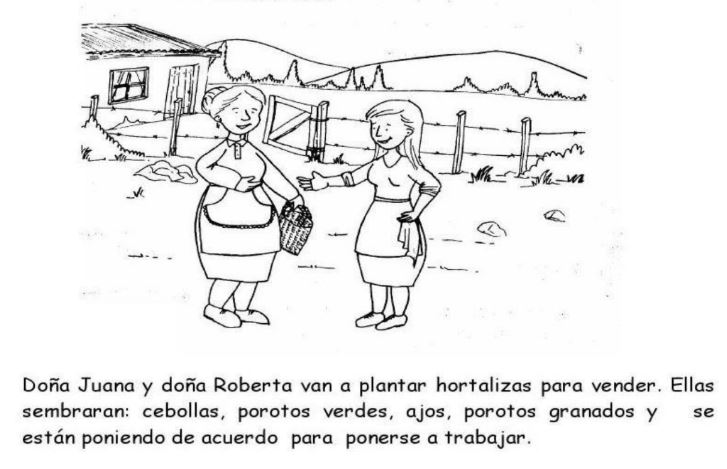 Doña Juana y doña Roberta van a plantar hortalizas para vender. Ellas
sembraran: cebollas, porotos verdes, ajos, porotos granados y se
están poniendo de acuerdo para ponerse a trabajar.